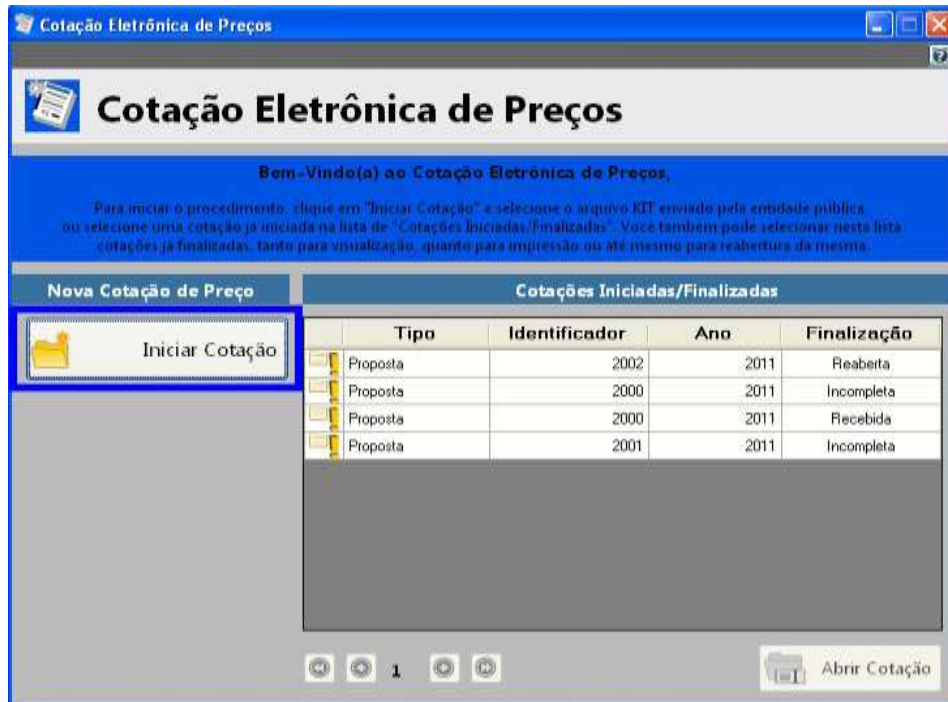 Cotação Eletrônica de Preços
Cotação Eletrônica de Preços
Bem-Vindo(a) ao Cotação Eletrônica de Preços,
Para iniciar o procedimento, clique em "Iniciar Cotação" e selecione o arquivo KIT enviado pela entidade pública
ou selecione uma cotação ja iniciada na lista de "Cotações Iniciadas/Finalizadas". Você também pode selecionar nesta lista
cotações ja finalizadas, tanto para visualização, quanto para impressão ou até mesmo para reabertura da mesma.
Nova Cotação de Preço
Cotações Iniciadas/Finalizadas
Iniciar Cotação
Tipo Identificador Ano Finalização
Proposta 2002 2011 Reaberta
Proposta 2000 2011 Incompleta
Proposta 2000 2011 Recebida
Proposta 2001 2011 Incompleta
1
Abrir Cotação